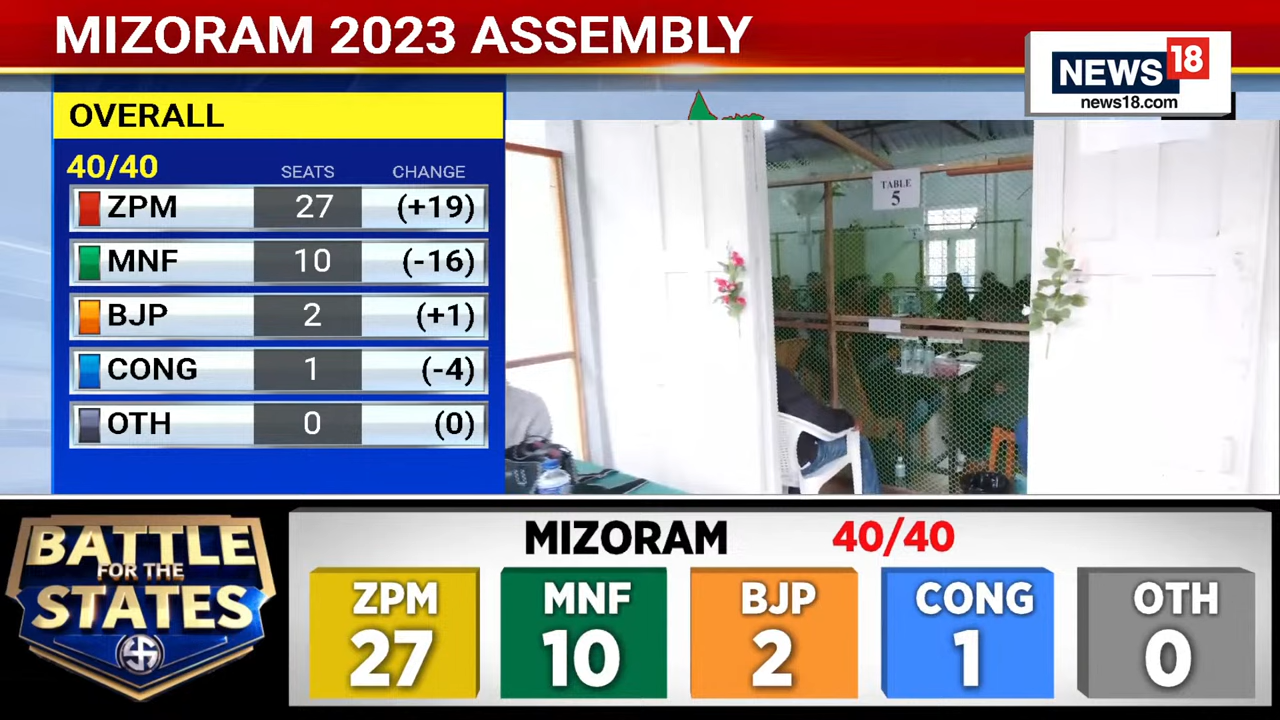 MIZORAM 2023 ASSEMBLY
NEWS 18
news18.com
OVERALL
40/40 SEATS CHANGE
ZPM 27 (+19)
MNF 10 (-16)
BJP 2 (+1)
CONG 1 (-4)
OTH 0 (0)
TABLE
5
BATTLE
FOR THE
STATES
MIZORAM 40/40
ZPM MNF BJP CONG OTH
27 10 2 1 0